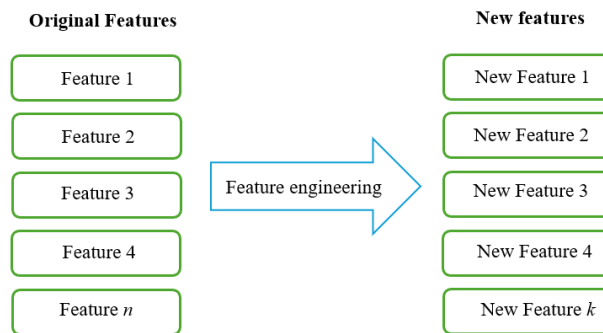 Original Features
New features
Feature 1
New Feature 1
Feature 2
New Feature 2
Feature engineering
Feature 3
New Feature 3
Feature 4
New Feature 4
Feature n
New Feature k